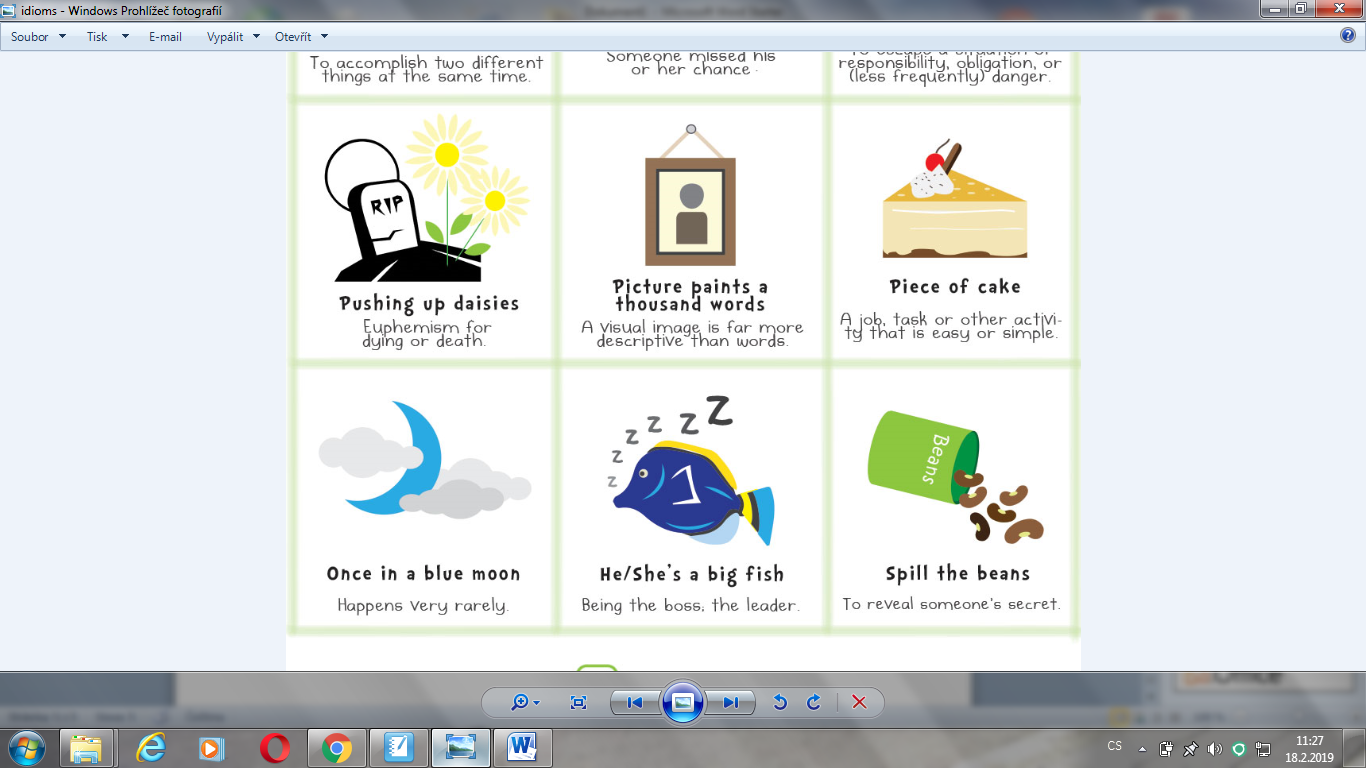 idioms - Windows Prohlížeč fotografií
Soubor Tisk E-mail Vypálit Otevřít
To accomplish two different
things at the same time.
Someone missed his
or her chance.
To escape a situation or
responsibility, obligation, or
(less frequently) danger.
RIP
Pushing up daisies
Euphemism for
dying or death.
Picture paints a
thousand words
A visual image is far more
descriptive than words.
Piece of cake
A job, task or other activi-
ty that is easy or simple.
Once in a blue moon
Happens very rarely.
z z z z z Z
He/She's a big fish
Being the boss; the leader.
Beans
Spill the beans
To reveal someone's secret.
Office
CS
11:27
18.2.2019